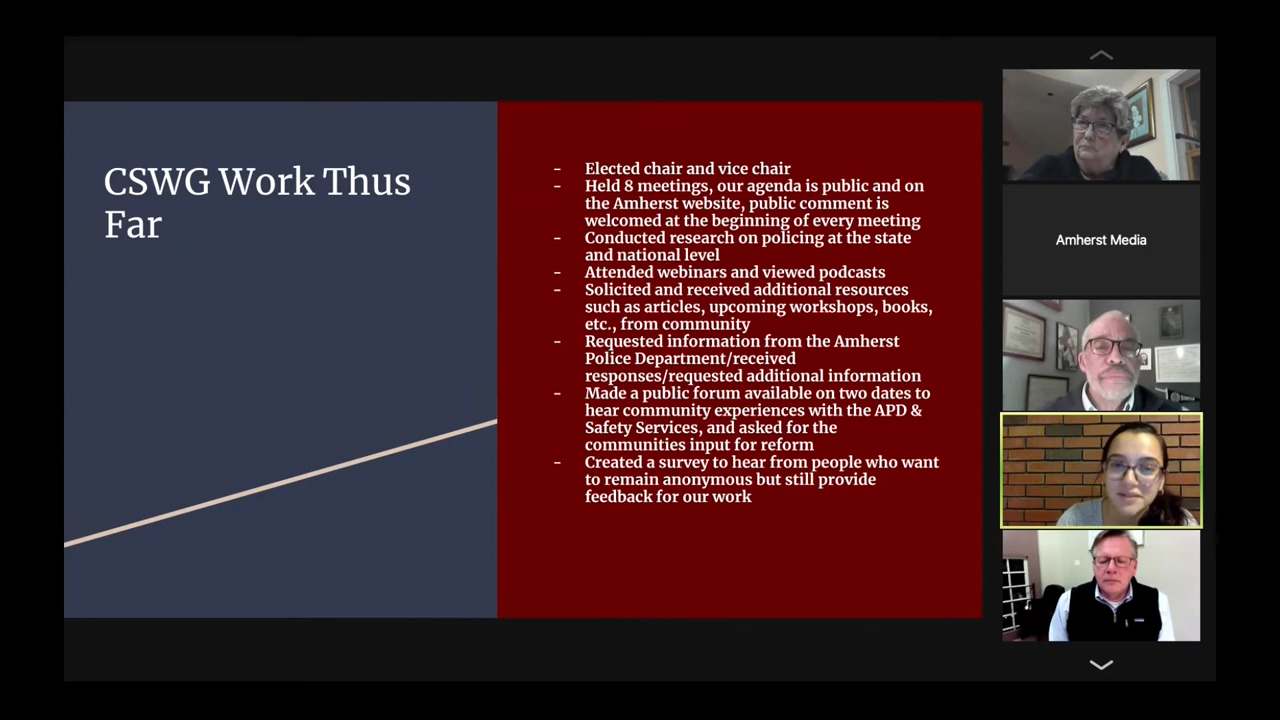 CSWG Work Thus
Far
- Elected chair and vice chair
- Held 8 meetings, our agenda is public and on
the Amherst website, public comment is
welcomed at the beginning of every meeting
- Conducted research on policing at the state
and national level
- Attended webinars and viewed podcasts
- Solicited and received additional resources
such as articles, upcoming workshops, books,
etc., from community
- Requested information from the Amherst
Police Department/received
responses/requested additional information
- Made a public forum available on two dates to
hear community experiences with the APD &
Safety Services, and asked for the
communities input for reform
- Created a survey to hear from people who want
to remain anonymous but still provide
feedback for our work
Amherst Media